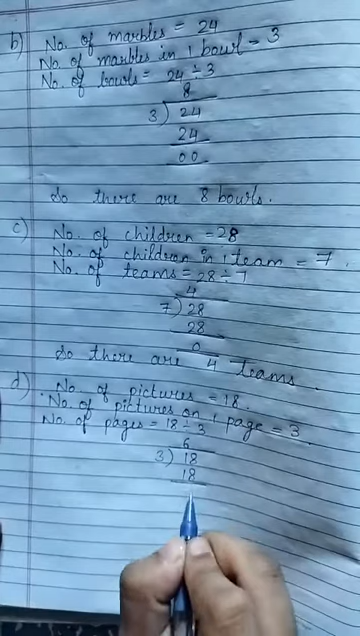 b) No. of marbles = 24
No. of marbles in 1 bowl = 3
No. of bowls = 24 ÷ 3
8
3) 24
24
00
So there are 8 bowls.
c) No. of children = 28
No. of children in 1 team = 7.
No. of teams = 28 ÷ 7
4
7) 28
28
0
So there are 4 teams.
d) No. of pictures = 18.
No. of pictures on 1 page = 3.
No. of pages = 18 ÷ 3
6
3) 18
18